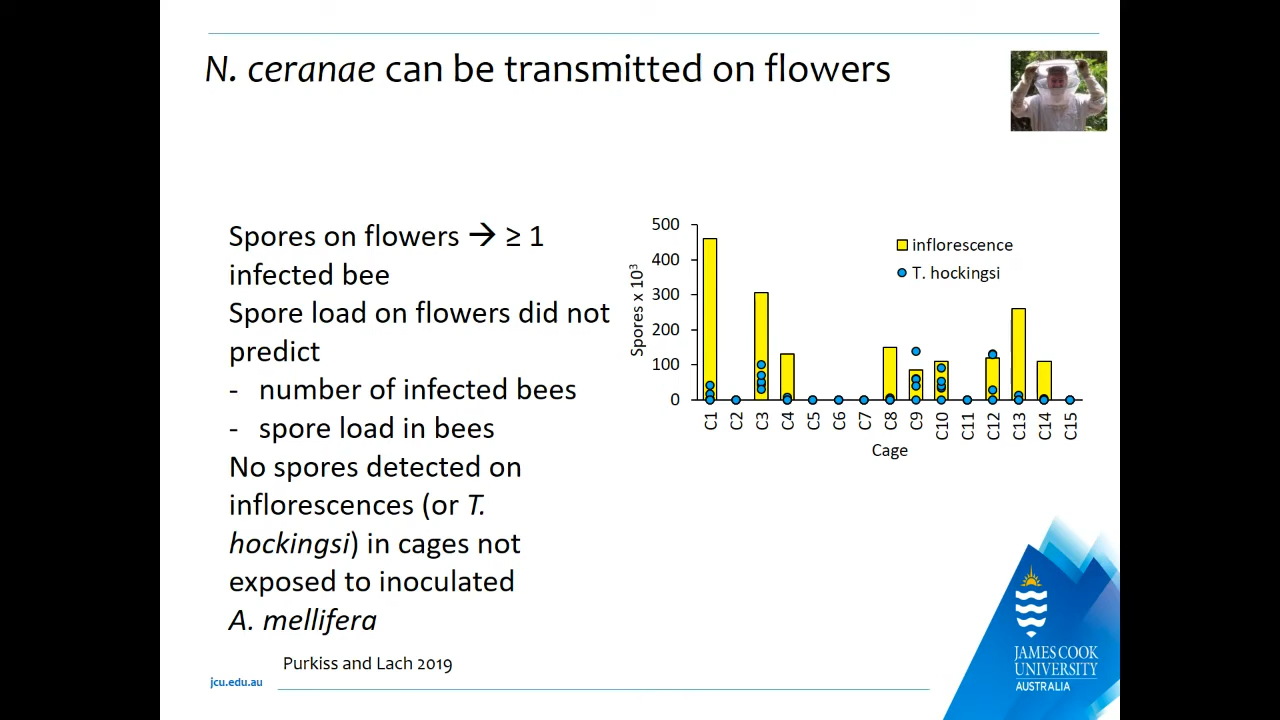 N. ceranae can be transmitted on flowers
Spores on flowers → ≥ 1
infected bee
Spore load on flowers did not
predict
- number of infected bees
- spore load in bees
No spores detected on
inflorescences (or T.
hockingsi) in cages not
exposed to inoculated
A. mellifera
Purkiss and Lach 2019
jcu.edu.au
Spores x 10³
500
400
300
200
100
0
inflorescence
T. hockingsi
C1 C2 C3 C4 C5 C6 C7 C8 C9 C10 C11 C12 C13 C14 C15
Cage
JAMES COOK
UNIVERSITY
AUSTRALIA